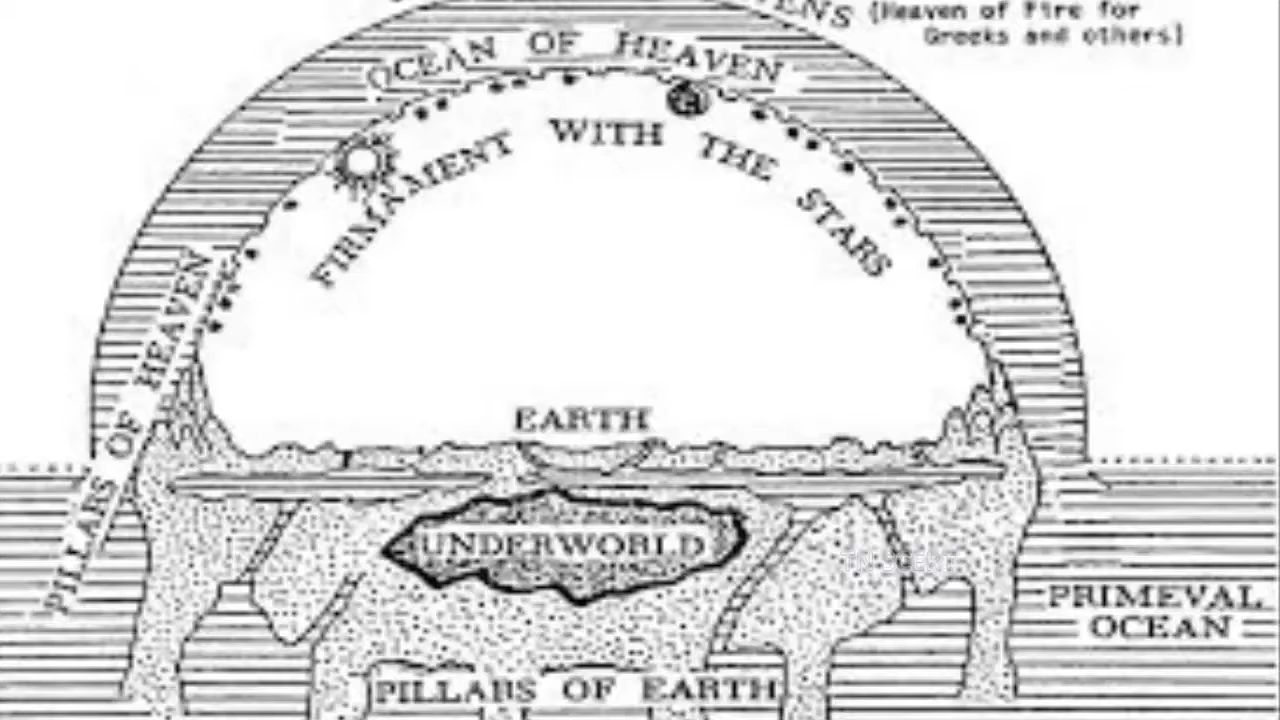 (Heaven of Fire for
Greeks and others)
OCEAN OF HEAVEN
FIRMAMENT WITH THE STARS
PILLARS OF HEAVEN
EARTH
UNDERWORLD
PRIMEVAL
OCEAN
PILLARS OF EARTH